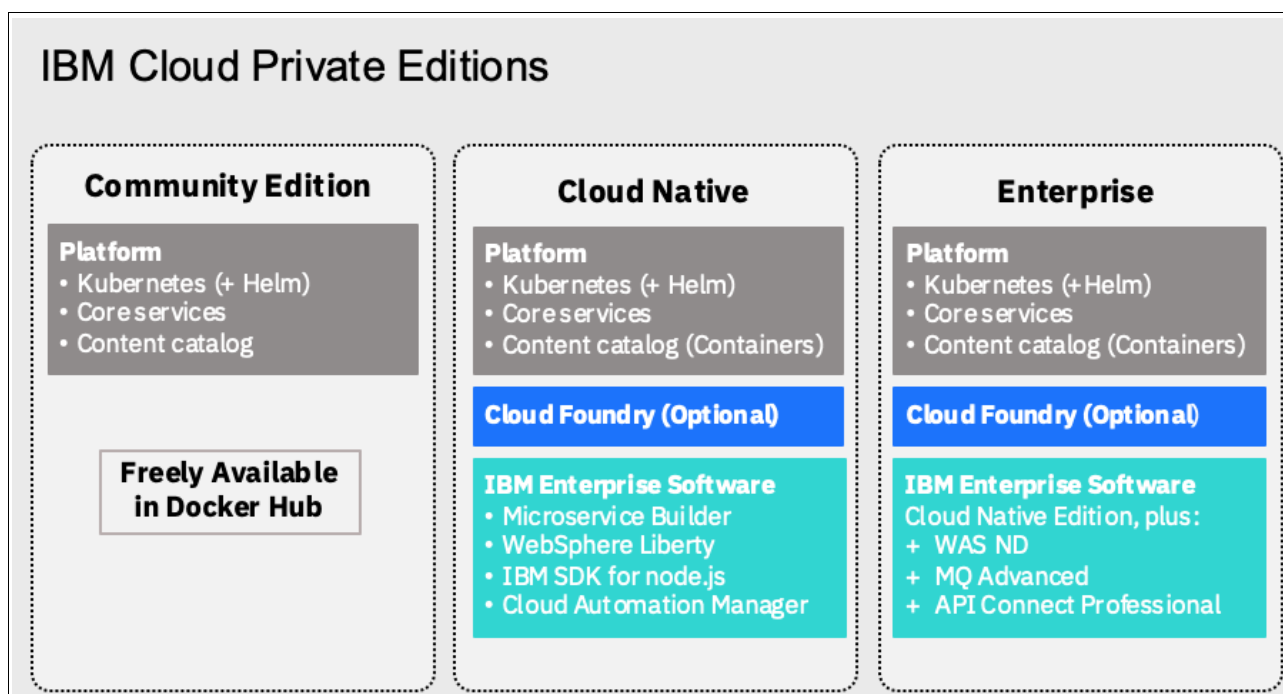 IBM Cloud Private Editions
Community Edition
Platform
• Kubernetes (+ Helm)
• Core services
• Content catalog
Freely Available
in Docker Hub
Cloud Native
Platform
• Kubernetes (+ Helm)
• Core services
• Content catalog (Containers)
Cloud Foundry (Optional)
IBM Enterprise Software
• Microservice Builder
• WebSphere Liberty
• IBM SDK for node.js
• Cloud Automation Manager
Enterprise
Platform
• Kubernetes (+Helm)
• Core services
• Content catalog (Containers)
Cloud Foundry (Optional)
IBM Enterprise Software
Cloud Native Edition, plus:
+ WAS ND
+ MQ Advanced
+ API Connect Professional